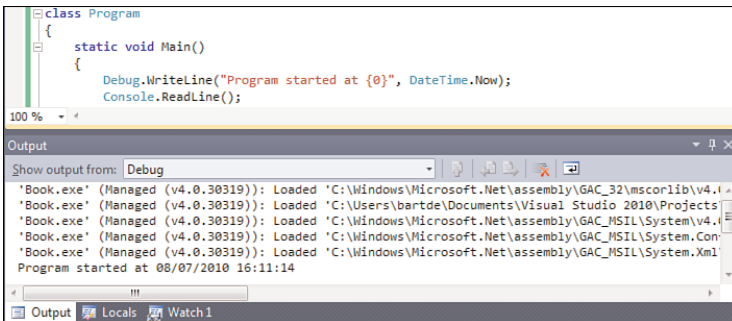 class Program
{
static void Main()
{
Debug.WriteLine("Program started at {0}", DateTime.Now);
Console.ReadLine();
100 %
Output
Show output from: Debug
'Book.exe' (Managed (v4.0.30319)): Loaded 'C:\Windows\Microsoft.Net\assembly\GAC_32\mscorlib\v4.
'Book.exe' (Managed (v4.0.30319)): Loaded 'C:\Users\bartde\Documents\Visual Studio 2010\Projects
'Book.exe' (Managed (v4.0.30319)): Loaded 'C:\Windows\Microsoft.Net\assembly\GAC_MSIL\System\v4.
'Book.exe' (Managed (v4.0.30319)): Loaded 'C:\Windows\Microsoft.Net\assembly\GAC_MSIL\System.Con
'Book.exe' (Managed (v4.0.30319)): Loaded 'C:\Windows\Microsoft.Net\assembly\GAC_MSIL\System.Xml
Program started at 08/07/2010 16:11:14
Output Locals Watch 1